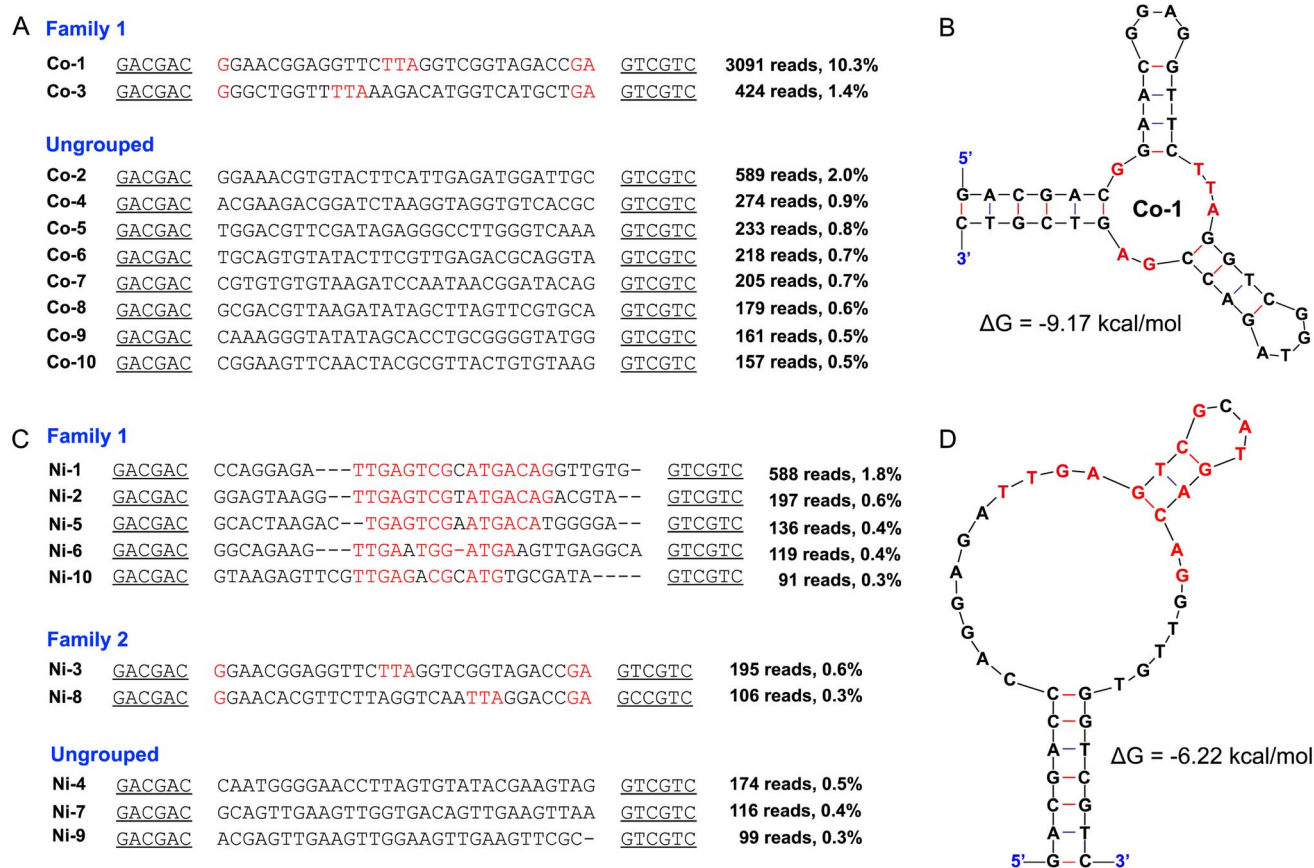 A
Family 1
Co-1 GACGAC GGAACGGAGGTTCTTAGGTCGGTAGACCGA GTCGTC 3091 reads, 10.3%
Co-3 GACGAC GGGCTGGTTTTAAAGACATGGTCATGCTGA GTCGTC 424 reads, 1.4%
Ungrouped
Co-2 GACGAC GGAAACGTGTACTTCATTGAGATGGATTGC GTCGTC 589 reads, 2.0%
Co-4 GACGAC ACGAAGACGGATCTAAGGTAGGTGTCACGC GTCGTC 274 reads, 0.9%
Co-5 GACGAC TGGACGTTCGATAGAGGGCCTTGGGTCAAA GTCGTC 233 reads, 0.8%
Co-6 GACGAC TGCAGTGTATACTTCGTTGAGACGCAGGTA GTCGTC 218 reads, 0.7%
Co-7 GACGAC CGTGTGTGTAAGATCCAATAACGGATACAG GTCGTC 205 reads, 0.7%
Co-8 GACGAC GCGACGTTAAGATATAGCTTAGTTCGTGCA GTCGTC 179 reads, 0.6%
Co-9 GACGAC CAAAGGGTATATAGCACCTGCGGGGTATGG GTCGTC 161 reads, 0.5%
Co-10 GACGAC CGGAAGTTCAACTACGCGTTACTGTGTAAG GTCGTC 157 reads, 0.5%
B
5’
GACGACGGAACGGAGGTTCTTAGGTCGGTAGACCGAGTCGTC
3’
Co-1
ΔG = -9.17 kcal/mol
C
Family 1
Ni-1 GACGAC CCAGGAGA---TTGAGTCGCATGACAGGTTGTG- GTCGTC 588 reads, 1.8%
Ni-2 GACGAC GGAGTAAGG--TTGAGTCGTATGACAGACGTA-- GTCGTC 197 reads, 0.6%
Ni-5 GACGAC GCACTAAGAC--TGAGTCGAATGACATGGGGA-- GTCGTC 136 reads, 0.4%
Ni-6 GACGAC GGCAGAAG---TTGAATGG-ATGAAGTTGAGGCA GTCGTC 119 reads, 0.4%
Ni-10 GACGAC GTAAGAGTTCGTTGAGACGCATGTGCGATA---- GTCGTC 91 reads, 0.3%
Family 2
Ni-3 GACGAC GGAACGGAGGTTCTTAGGTCGGTAGACCGA GTCGTC 195 reads, 0.6%
Ni-8 GACGAC GGAACACGTTCTTAGGTCAATTAGGACCGA GCCGTC 106 reads, 0.3%
Ungrouped
Ni-4 GACGAC CAATGGGGAACCTTAGTGTATACGAAGTAG GTCGTC 174 reads, 0.5%
Ni-7 GACGAC GCAGTTGAAGTTGGTGACAGTTGAAGTTAA GTCGTC 116 reads, 0.4%
Ni-9 GACGAC ACGAGTTGAAGTTGGAAGTTGAAGTTCGC- GTCGTC 99 reads, 0.3%
D
5’
GACGACCCAGGAGATTGAGTCGCATGACAGGTTGTGGTCGTC
3’
ΔG = -6.22 kcal/mol